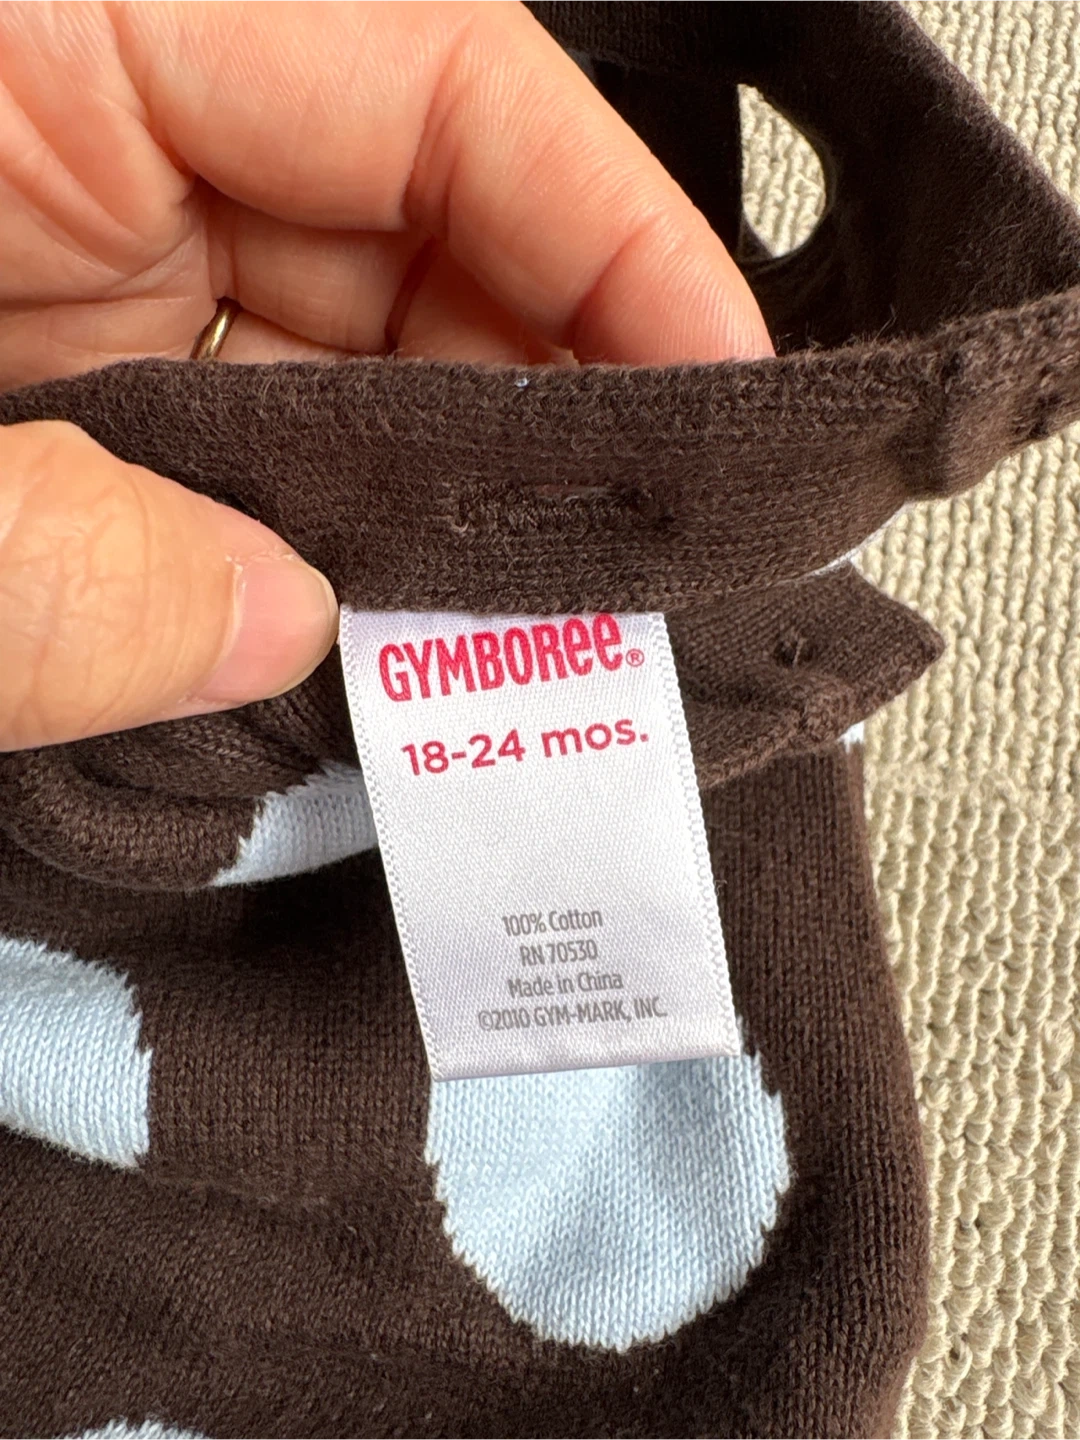 GYMBOREE®
18-24 mos.
100% Cotton
RN 70530
Made in China
©2010 GYM-MARK, INC.